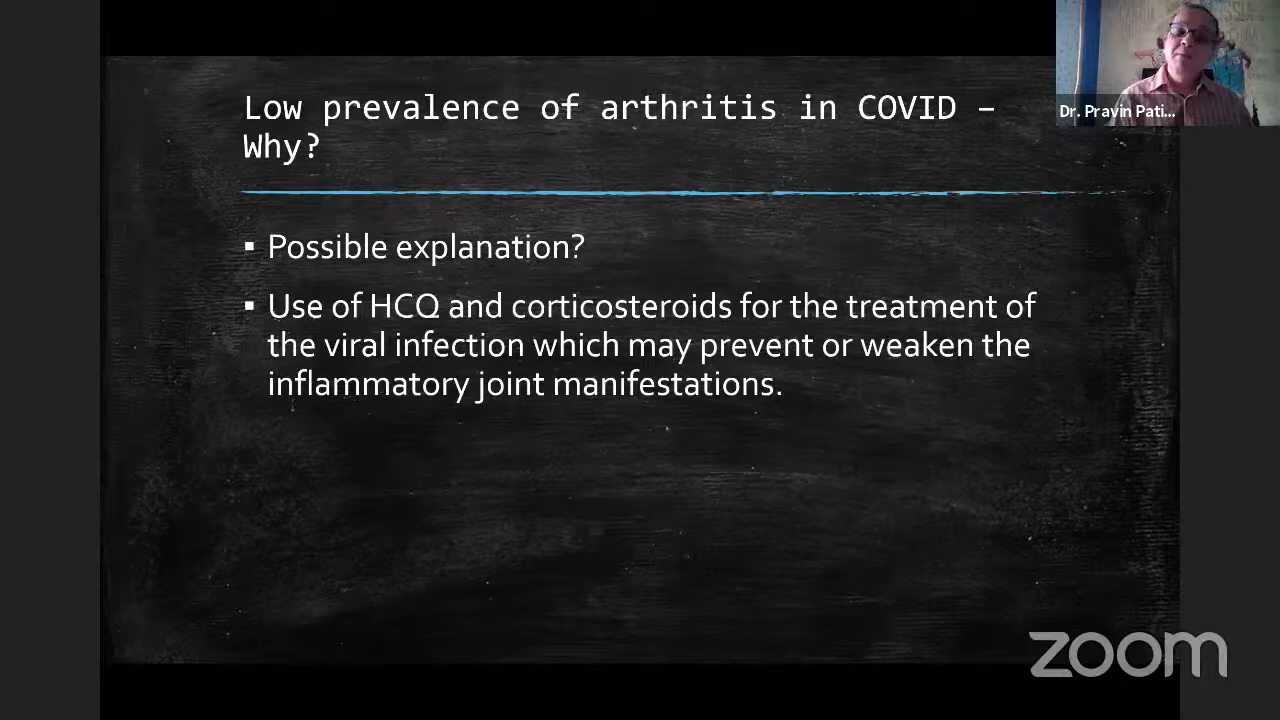 Low prevalence of arthritis in COVID –
Why?
▪ Possible explanation?
▪ Use of HCQ and corticosteroids for the treatment of
the viral infection which may prevent or weaken the
inflammatory joint manifestations.
Dr. Pravin Pati...
zoom